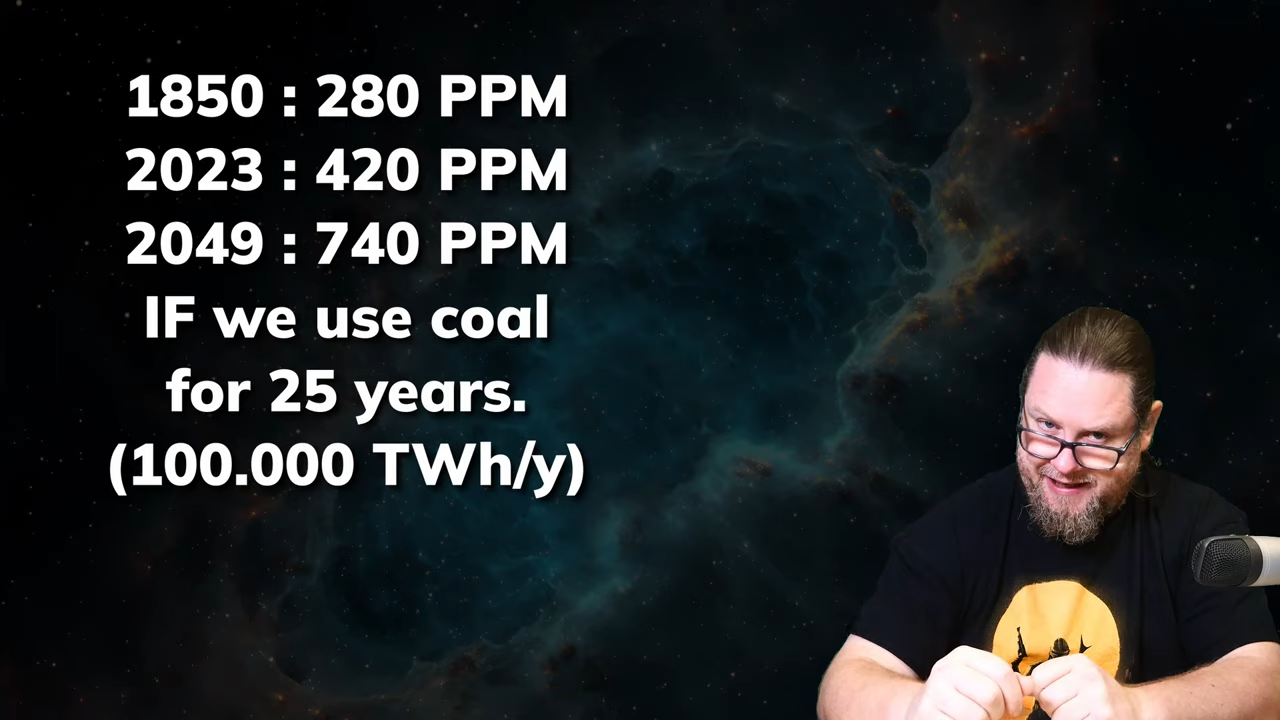 1850 : 280 PPM
2023 : 420 PPM
2049 : 740 PPM
IF we use coal
for 25 years.
(100.000 TWh/y)